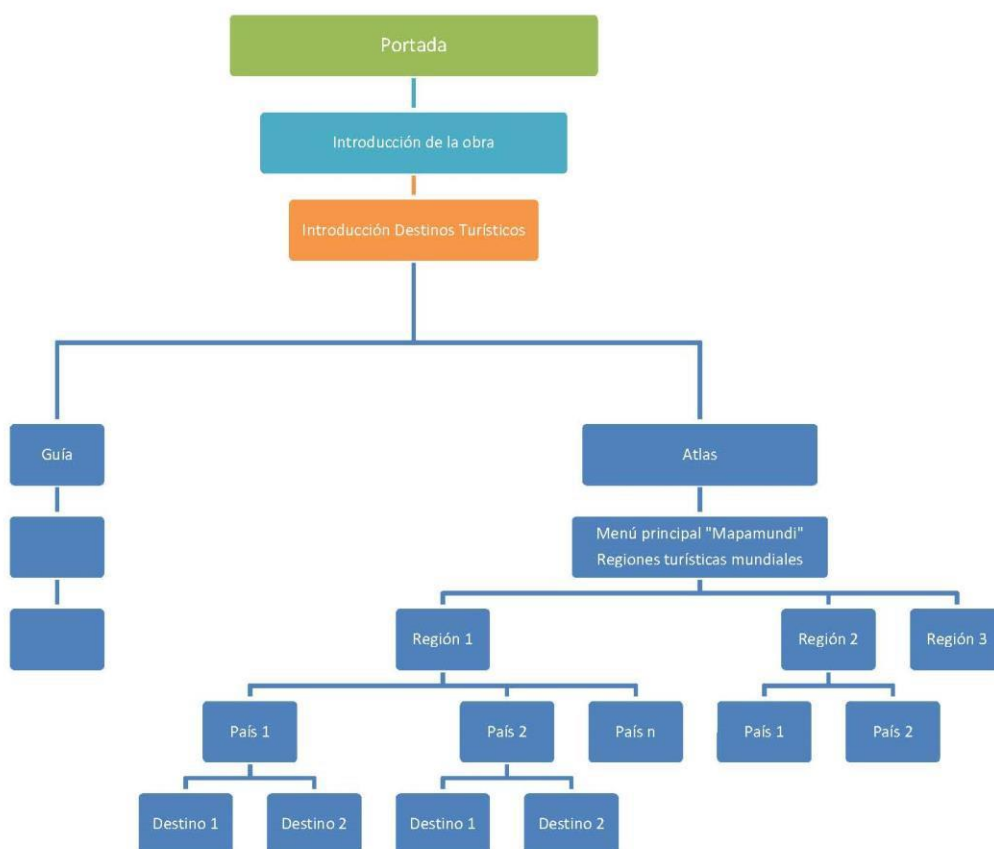 Portada
Introducción de la obra
Introducción Destinos Turísticos
Guía
Atlas
Menú principal "Mapamundi"
Regiones turísticas mundiales
Región 1
Región 2
Región 3
País 1
País 2
País n
País 1
País 2
Destino 1
Destino 2
Destino 1
Destino 2